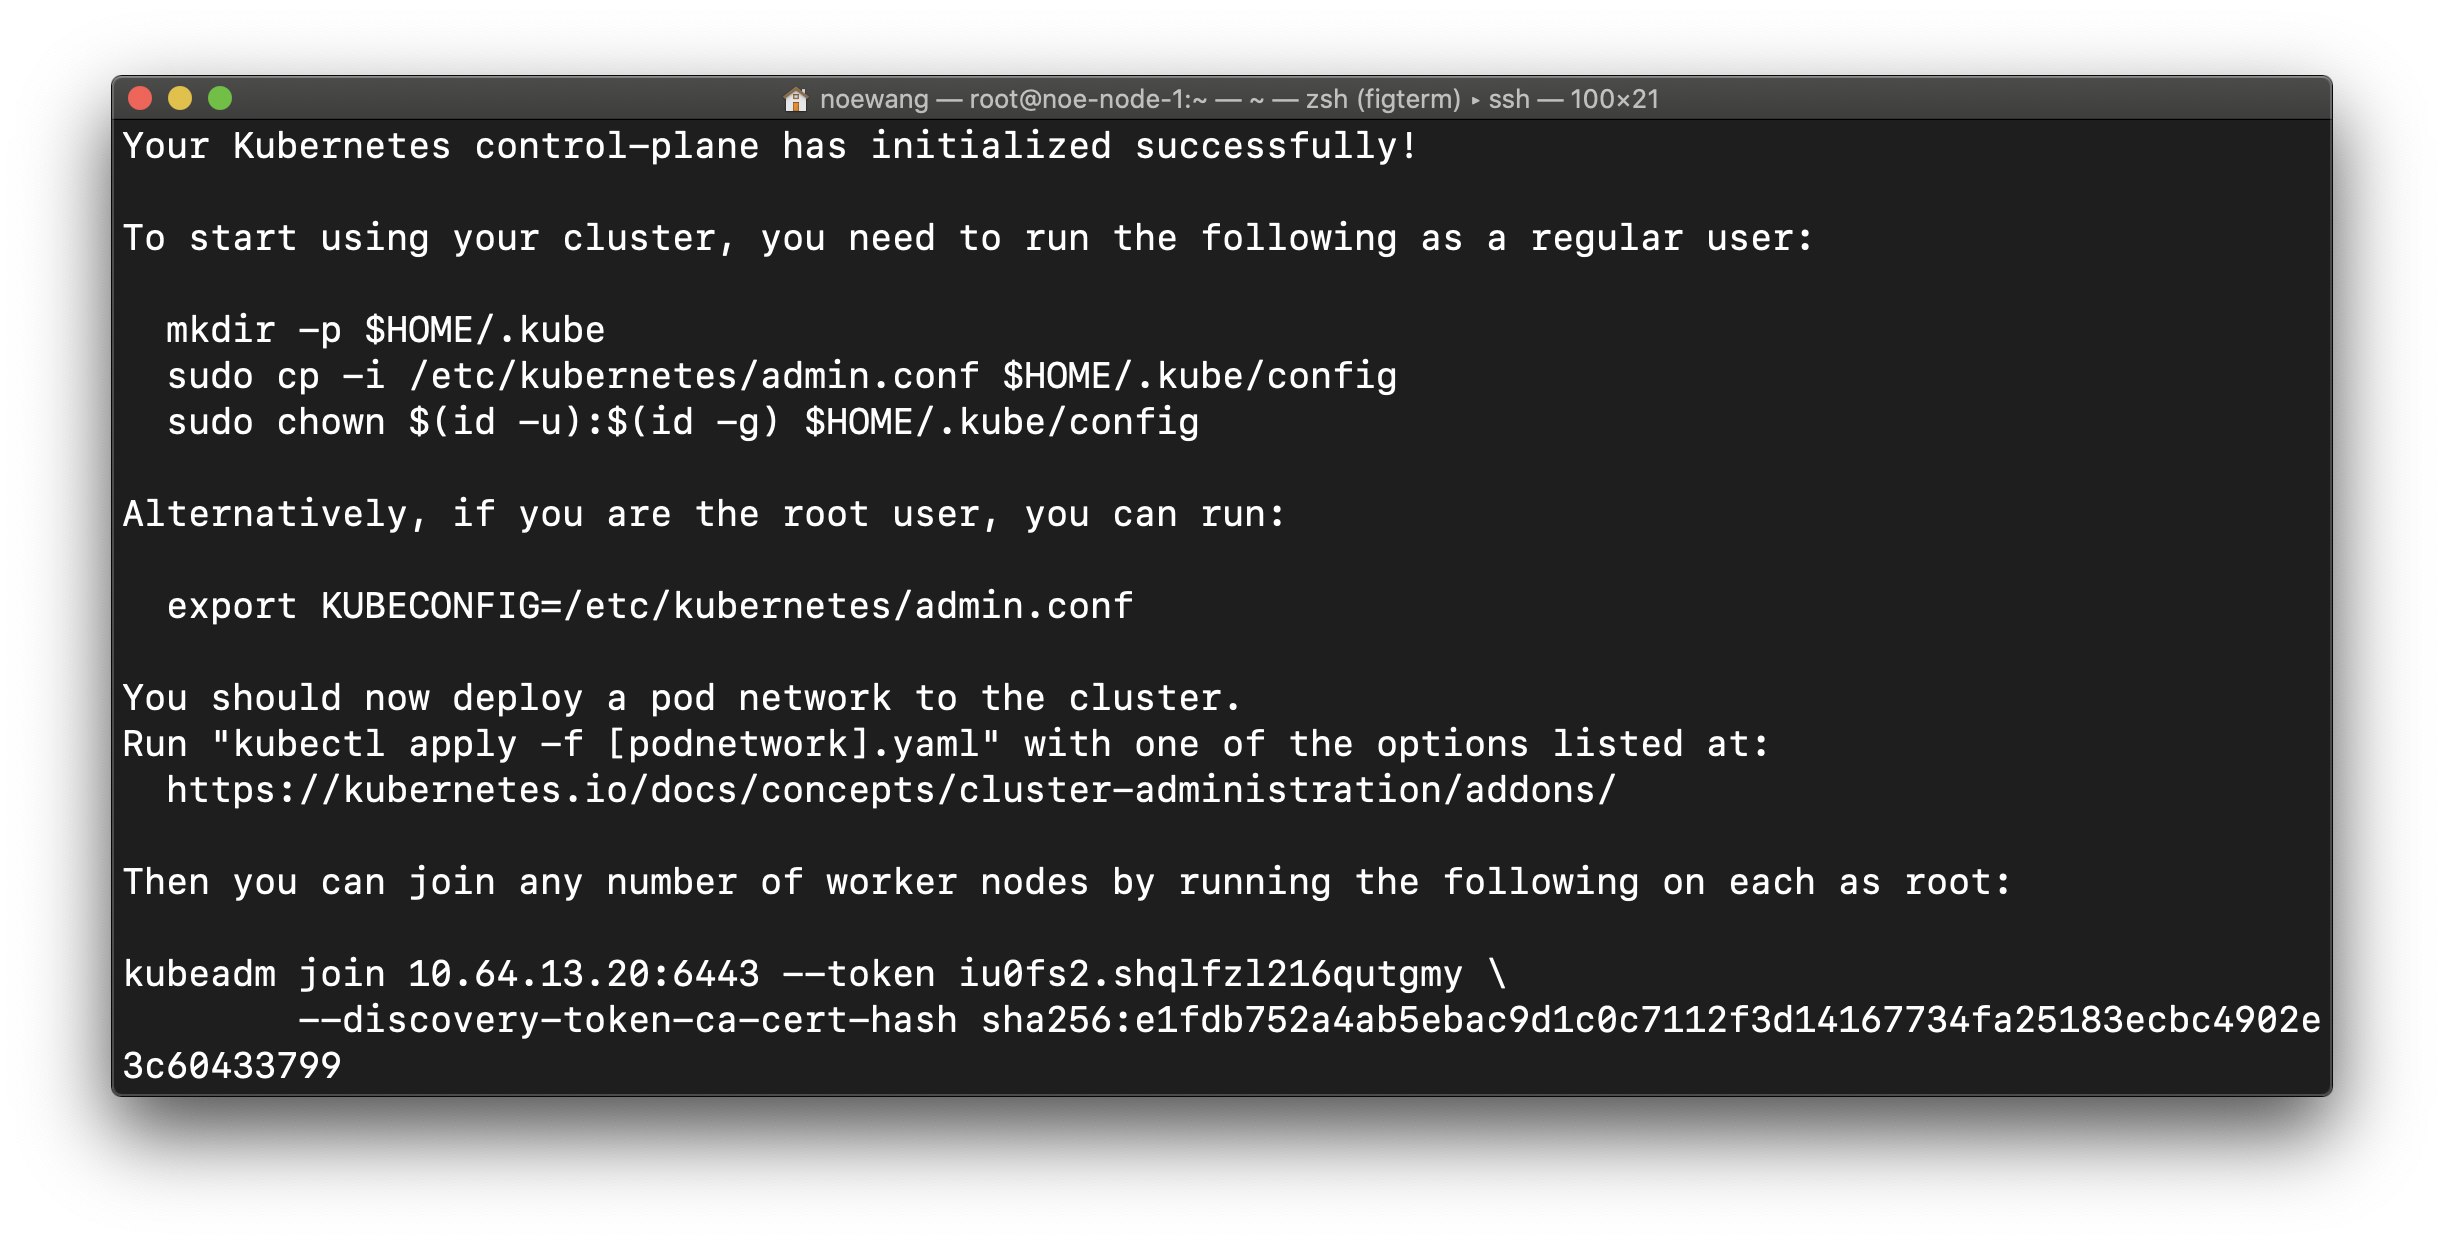 noewang — root@noe-node-1:~ — ~ — zsh (figterm) ▸ ssh — 100×21
Your Kubernetes control-plane has initialized successfully!
To start using your cluster, you need to run the following as a regular user:
  mkdir -p $HOME/.kube
  sudo cp -i /etc/kubernetes/admin.conf $HOME/.kube/config
  sudo chown $(id -u):$(id -g) $HOME/.kube/config
Alternatively, if you are the root user, you can run:
  export KUBECONFIG=/etc/kubernetes/admin.conf
You should now deploy a pod network to the cluster.
Run "kubectl apply -f [podnetwork].yaml" with one of the options listed at:
  https://kubernetes.io/docs/concepts/cluster-administration/addons/
Then you can join any number of worker nodes by running the following on each as root:
kubeadm join 10.64.13.20:6443 --token iu0fs2.shqlfzl216qutgmy \
        --discovery-token-ca-cert-hash sha256:e1fdb752a4ab5ebac9d1c0c7112f3d14167734fa25183ecbc4902e
3c60433799